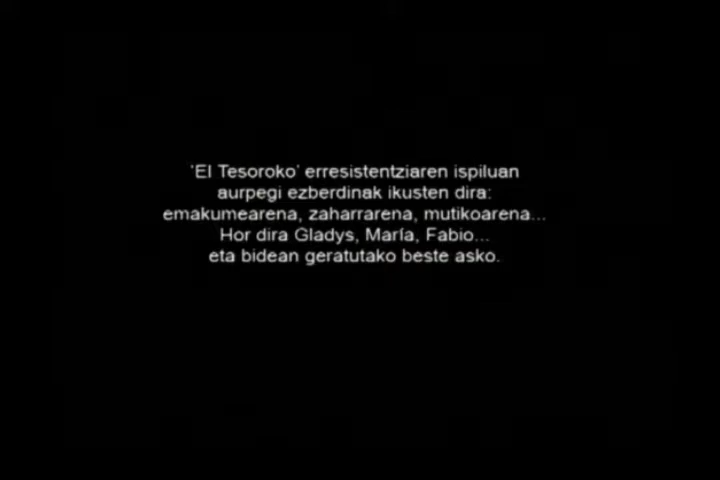 'El Tesoroko' erresistentziaren ispiluan
aurpegi ezberdinak ikusten dira:
emakumearena, zaharrarena, mutikoarena...
Hor dira Gladys, María, Fabio...
eta bidean geratutako beste asko.